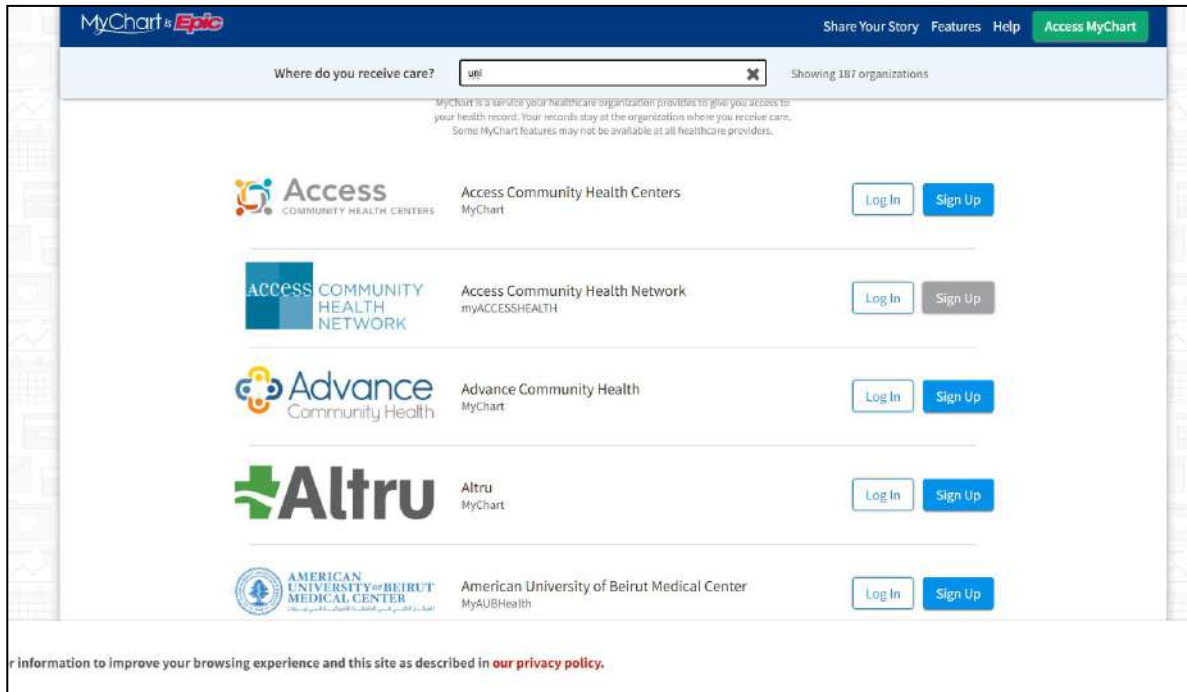 MyChart is Epic
Share Your Story Features Help Access MyChart
Where do you receive care? uni Showing 187 organizations
MyChart is a service your healthcare organization provides to give you access to
your health record. Your records stay at the organization where you receive care.
Some MyChart features may not be available at all healthcare providers.
Access
COMMUNITY HEALTH CENTERS
Access Community Health Centers
MyChart
Log In Sign Up
ACCESS COMMUNITY
HEALTH
NETWORK
Access Community Health Network
myACCESSHEALTH
Log In Sign Up
Advance
Community Health
Advance Community Health
MyChart
Log In Sign Up
Altru
Altru
MyChart
Log In Sign Up
AMERICAN
UNIVERSITY OF BEIRUT
MEDICAL CENTER
American University of Beirut Medical Center
MyAUBHealth
Log In Sign Up
r information to improve your browsing experience and this site as described in our privacy policy.